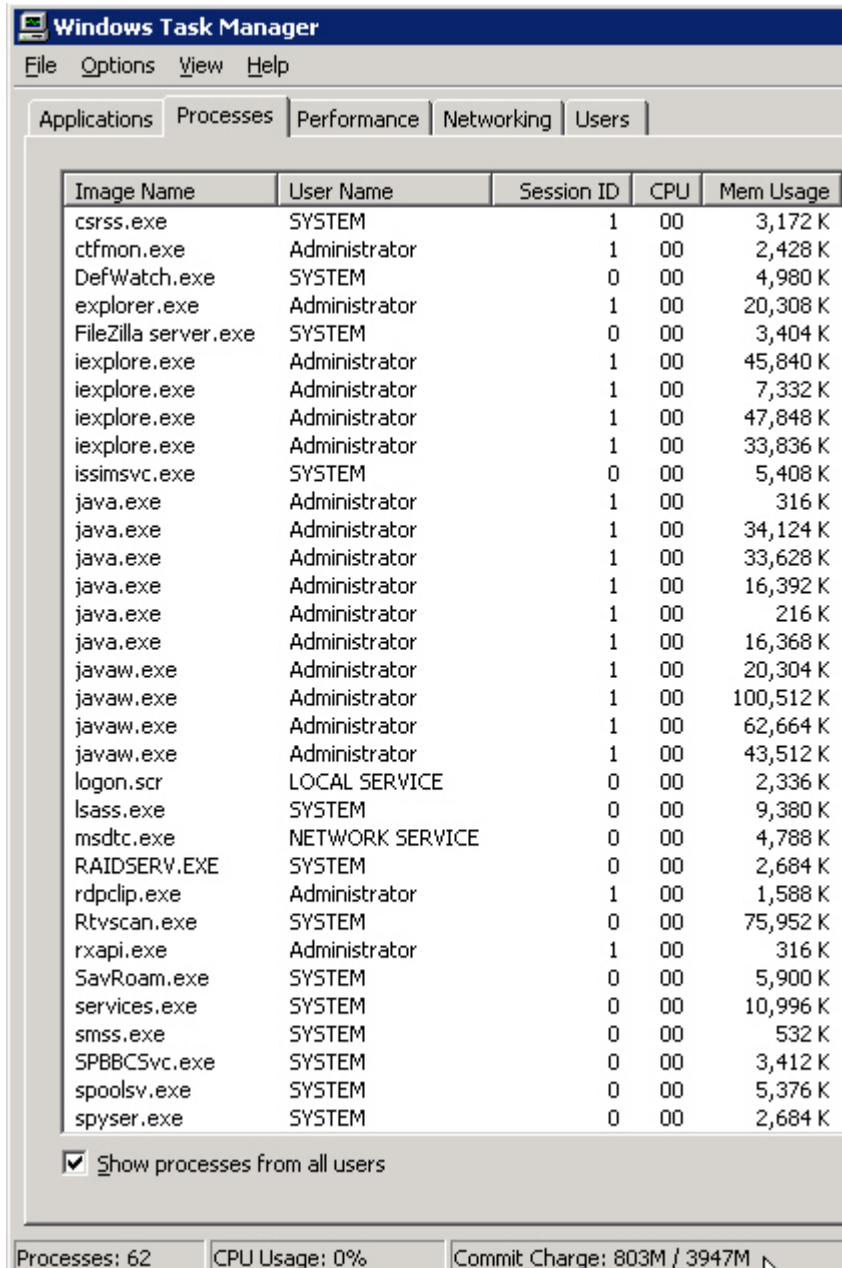 Windows Task Manager
File Options View Help
Applications Processes Performance Networking Users
Image Name User Name Session ID CPU Mem Usage
csrss.exe SYSTEM 1 00 3,172 K
ctfmon.exe Administrator 1 00 2,428 K
DefWatch.exe SYSTEM 0 00 4,980 K
explorer.exe Administrator 1 00 20,308 K
FileZilla server.exe SYSTEM 0 00 3,404 K
iexplore.exe Administrator 1 00 45,840 K
iexplore.exe Administrator 1 00 7,332 K
iexplore.exe Administrator 1 00 47,848 K
iexplore.exe Administrator 1 00 33,836 K
issimsvc.exe SYSTEM 0 00 5,408 K
java.exe Administrator 1 00 316 K
java.exe Administrator 1 00 34,124 K
java.exe Administrator 1 00 33,628 K
java.exe Administrator 1 00 16,392 K
java.exe Administrator 1 00 216 K
java.exe Administrator 1 00 16,368 K
javaw.exe Administrator 1 00 20,304 K
javaw.exe Administrator 1 00 100,512 K
javaw.exe Administrator 1 00 62,664 K
javaw.exe Administrator 1 00 43,512 K
logon.scr LOCAL SERVICE 0 00 2,336 K
lsass.exe SYSTEM 0 00 9,380 K
msdtc.exe NETWORK SERVICE 0 00 4,788 K
RAIDSERV.EXE SYSTEM 0 00 2,684 K
rdpclip.exe Administrator 1 00 1,588 K
Rtvscan.exe SYSTEM 0 00 75,952 K
rxapi.exe Administrator 1 00 316 K
SavRoam.exe SYSTEM 0 00 5,900 K
services.exe SYSTEM 0 00 10,996 K
smss.exe SYSTEM 0 00 532 K
SPBBCSvc.exe SYSTEM 0 00 3,412 K
spoolsv.exe SYSTEM 0 00 5,376 K
spyser.exe SYSTEM 0 00 2,684 K
Show processes from all users
Processes: 62 CPU Usage: 0% Commit Charge: 803M / 3947M